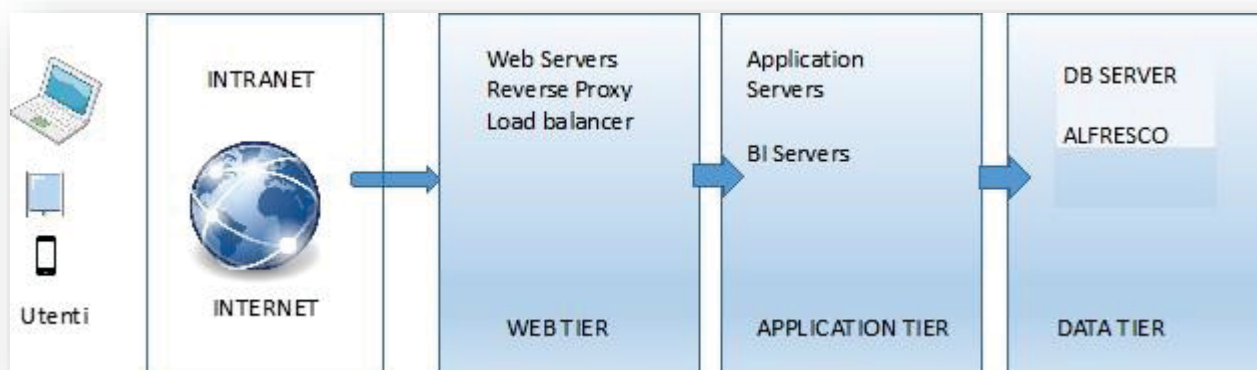 Utenti
INTRANET
INTERNET
Web Servers
Reverse Proxy
Load balancer
WEB TIER
Application
Servers
BI Servers
APPLICATION TIER
DB SERVER
ALFRESCO
DATA TIER